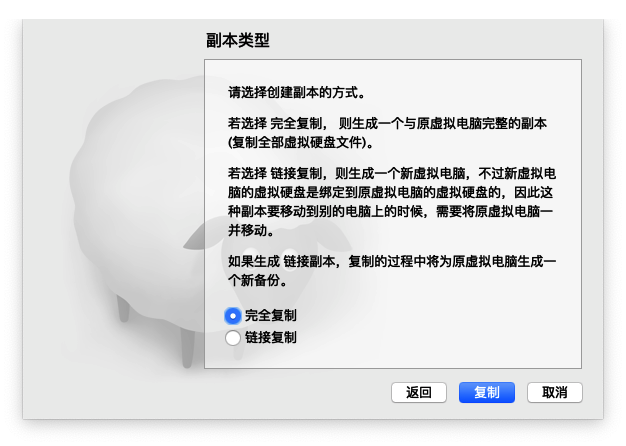 副本类型
请选择创建副本的方式。
若选择 完全复制， 则生成一个与原虚拟电脑完整的副本
(复制全部虚拟硬盘文件)。
若选择 链接复制，则生成一个新虚拟电脑，不过新虚拟电
脑的虚拟硬盘是绑定到原虚拟电脑的虚拟硬盘的，因此这
种副本要移动到别的电脑上的时候，需要将原虚拟电脑一
并移动。
如果生成 链接副本，复制的过程中将为原虚拟电脑生成一
个新备份。
完全复制
链接复制
返回
复制
取消